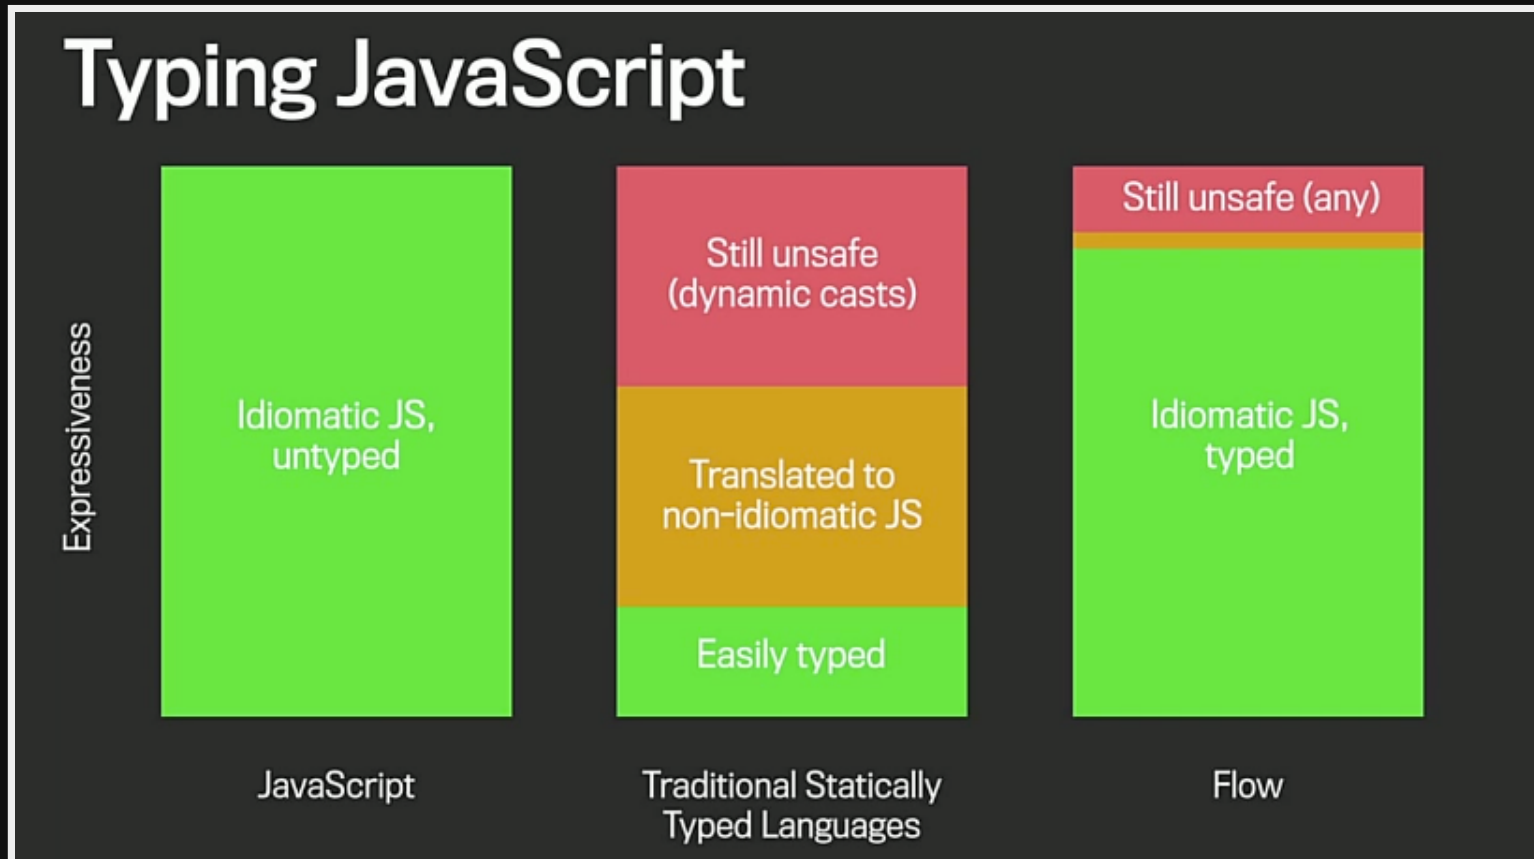 Typing JavaScript
Expressiveness
Idiomatic JS,
untyped
Still unsafe
(dynamic casts)
Translated to
non-idiomatic JS
Easily typed
Still unsafe (any)
Idiomatic JS,
typed
JavaScript
Traditional Statically
Typed Languages
Flow